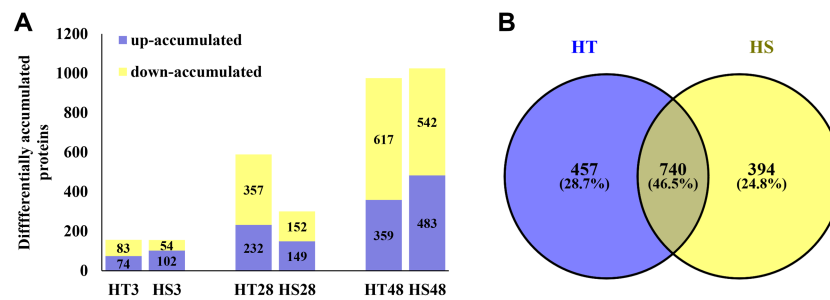 A
Diffferentially accumulated
proteins
1200
1000
800
600
400
200
0
up-accumulated
down-accumulated
83
74
54
102
357
232
152
149
617
359
542
483
HT3 HS3 HT28 HS28 HT48 HS48
B
HT HS
457 740 394
(28.7%) (46.5%) (24.8%)